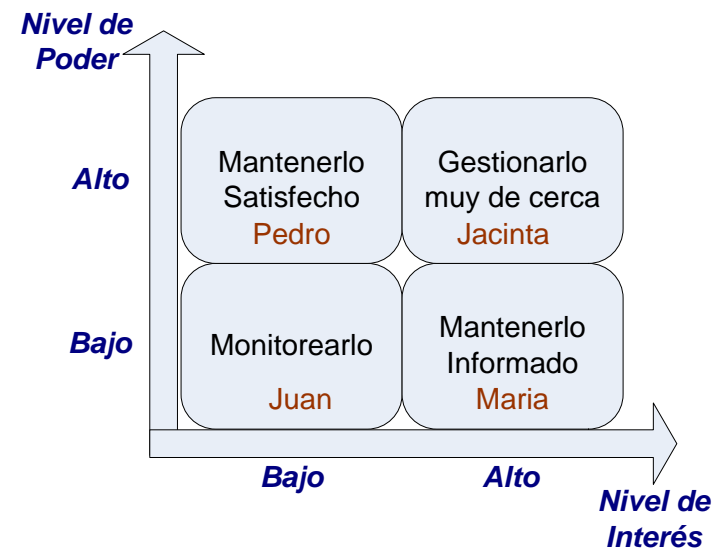 Nivel de
Poder
Alto
Mantenerlo
Satisfecho
Pedro
Gestionarlo
muy de cerca
Jacinta
Bajo
Monitorearlo
Juan
Mantenerlo
Informado
Maria
Bajo
Alto
Nivel de
Interés